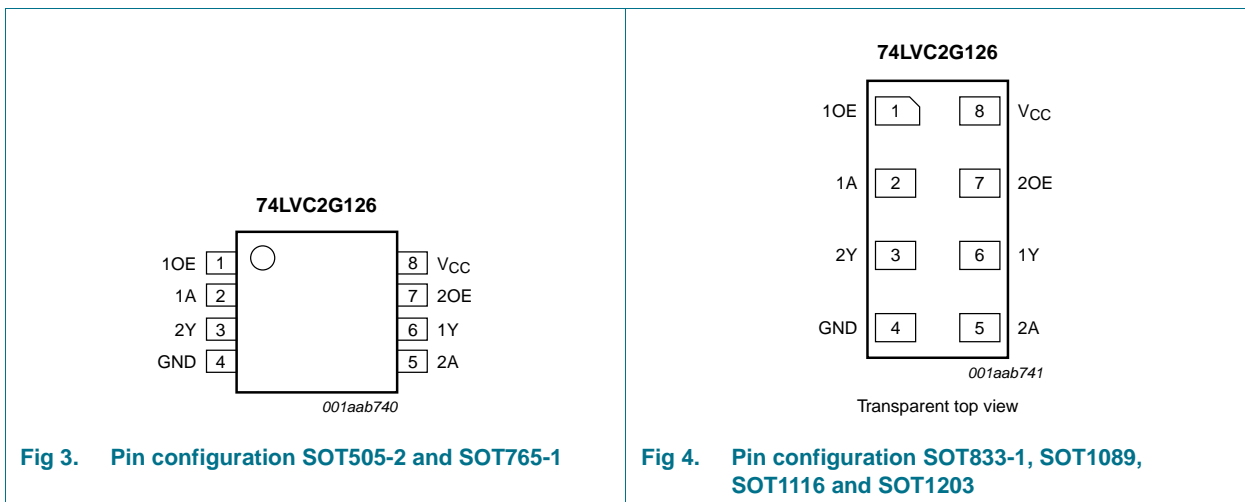 74LVC2G126
1OE 1
8 VCC
1A 2
7 2OE
2Y 3
6 1Y
GND 4
5 2A
001aab740
Fig 3. Pin configuration SOT505-2 and SOT765-1
74LVC2G126
1OE 1
8 VCC
1A 2
7 2OE
2Y 3
6 1Y
GND 4
5 2A
001aab741
Transparent top view
Fig 4. Pin configuration SOT833-1, SOT1089,
SOT1116 and SOT1203